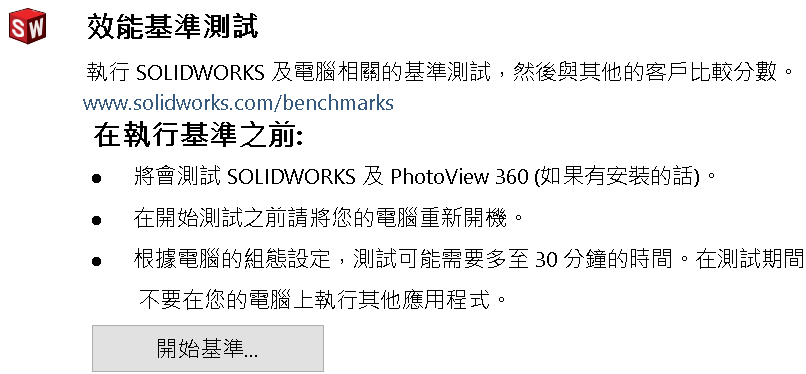 SW
效能基準測試
執行 SOLIDWORKS 及電腦相關的基準測試，然後與其他的客戶比較分數。
www.solidworks.com/benchmarks
在執行基準之前:
● 將會測試 SOLIDWORKS 及 PhotoView 360 (如果有安裝的話)。
● 在開始測試之前請將您的電腦重新開機。
● 根據電腦的組態設定，測試可能需要多至 30 分鐘的時間。在測試期間
不要在您的電腦上執行其他應用程式。
開始基準...